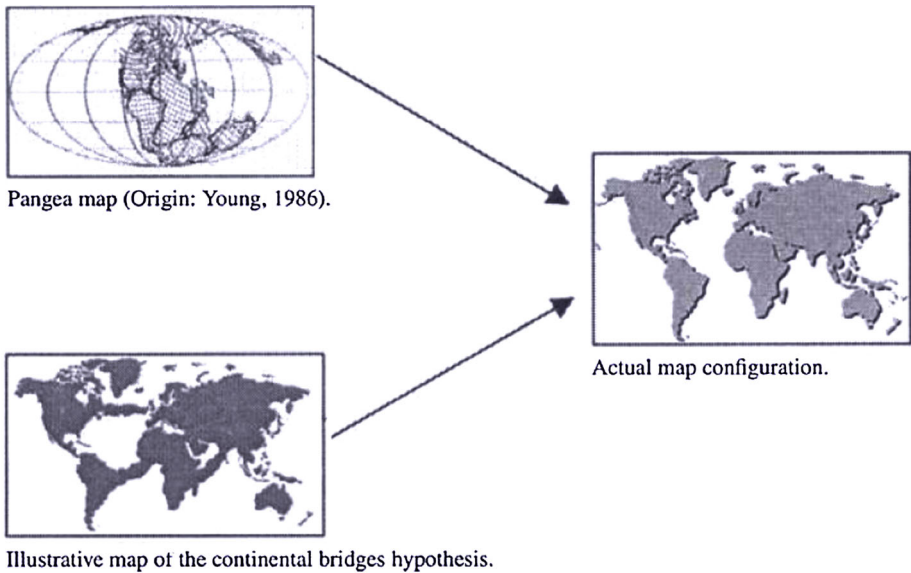 Pangea map (Origin: Young, 1986).
Actual map configuration.
Illustrative map of the continental bridges hypothesis.